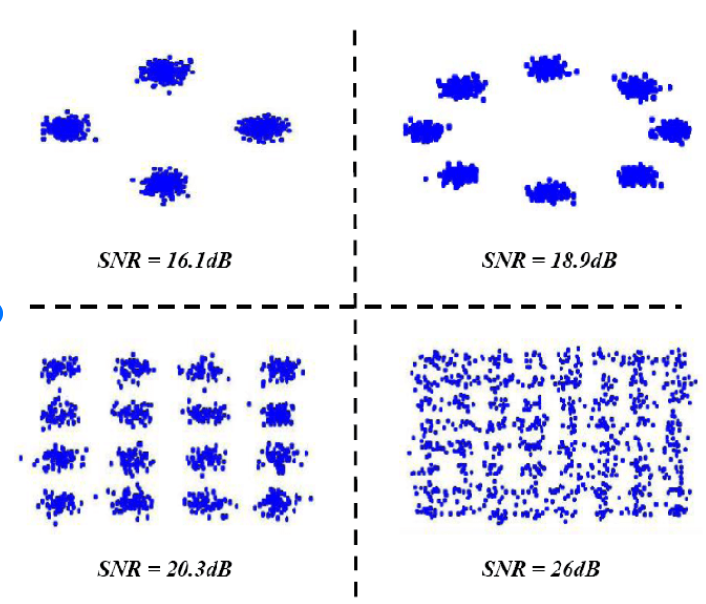 SNR = 16.1dB
SNR = 18.9dB
SNR = 20.3dB
SNR = 26dB